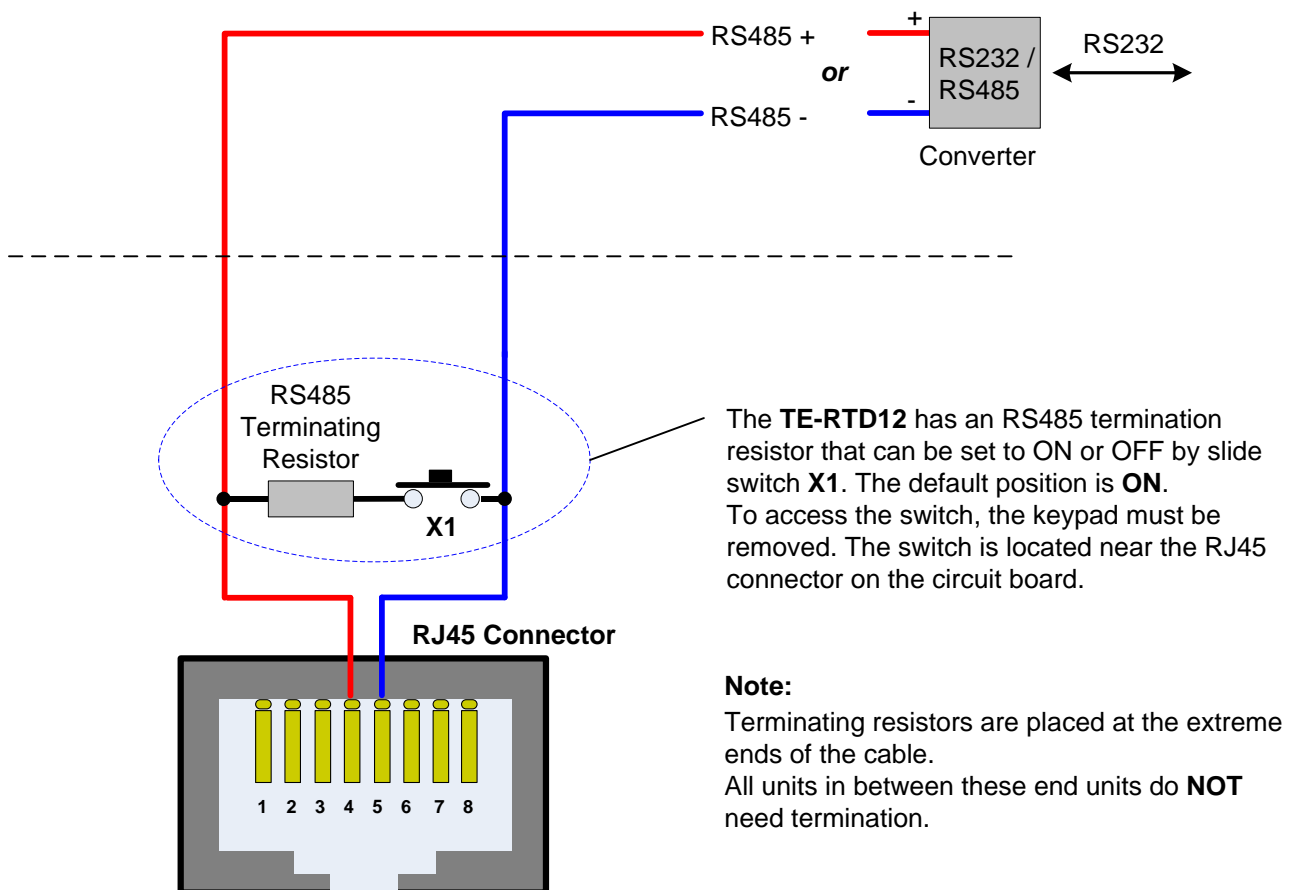 RS485 +
+
RS232 /
RS485
RS232
or
RS485 -
-
Converter
RS485
Terminating
Resistor
X1
The TE-RTD12 has an RS485 termination
resistor that can be set to ON or OFF by slide
switch X1. The default position is ON.
To access the switch, the keypad must be
removed. The switch is located near the RJ45
connector on the circuit board.
RJ45 Connector
1 2 3 4 5 6 7 8
Note:
Terminating resistors are placed at the extreme
ends of the cable.
All units in between these end units do NOT
need termination.